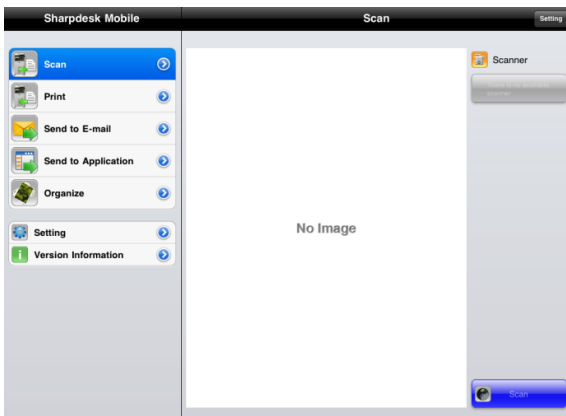 Sharpdesk Mobile
Scan
Setting
Scan
Print
Send to E-mail
Send to Application
Organize
Setting
Version Information
No Image
Scanner
scanner.
Scan